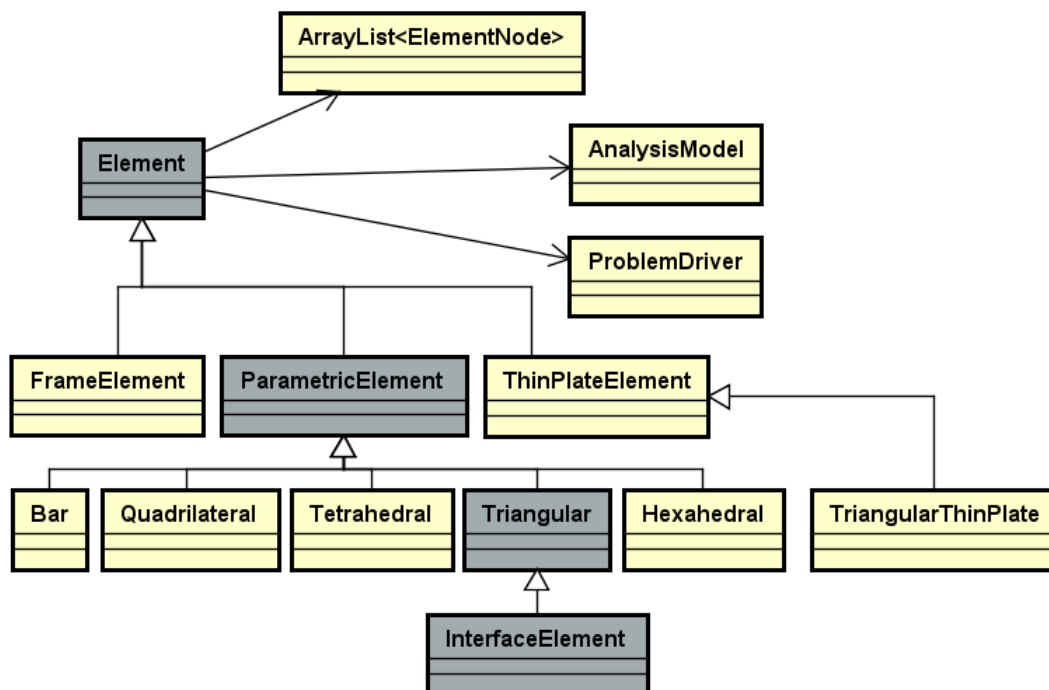 ArrayList<ElementNode>
Element
AnalysisModel
ProblemDriver
FrameElement
ParametricElement
ThinPlateElement
Bar
Quadrilateral
Tetrahedral
Triangular
Hexahedral
TriangularThinPlate
InterfaceElement